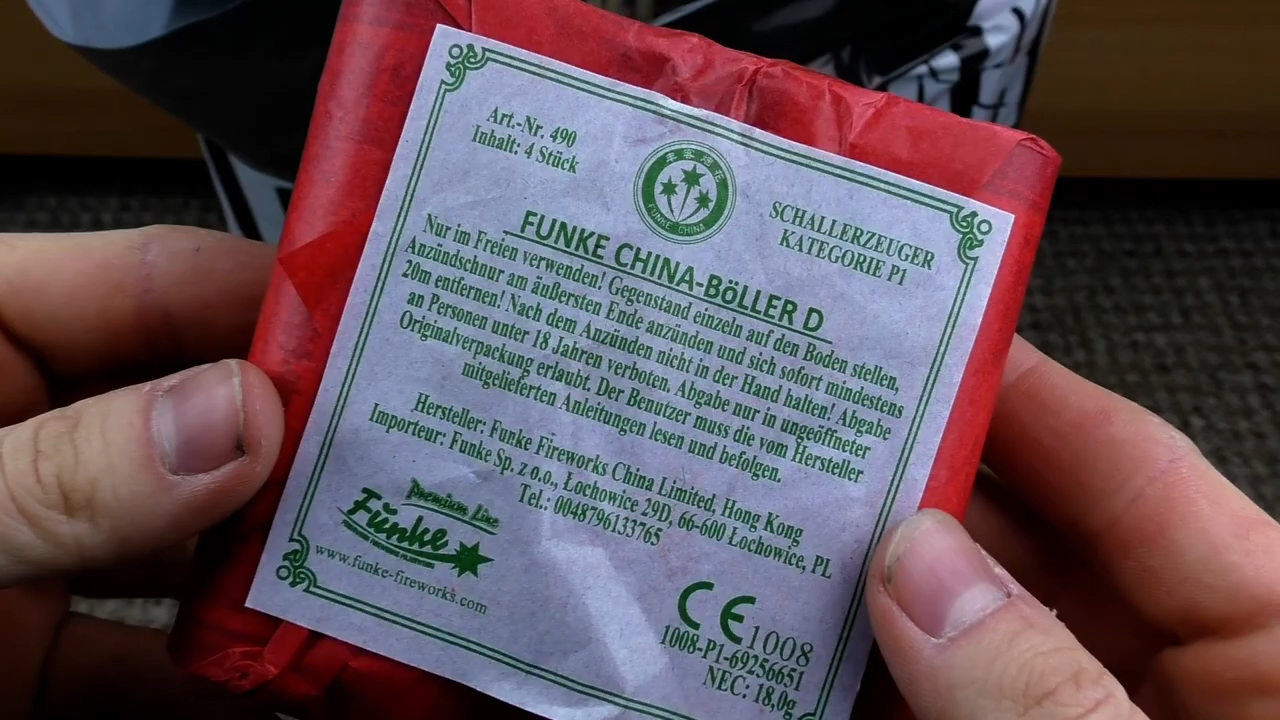 Art.-Nr. 490
Inhalt: 4 Stück
FUNKE CHINA
SCHALLERZEUGER
KATEGORIE P1
FUNKE CHINA-BöLLER D
Nur im Freien verwenden! Gegenstand einzeln auf den Boden stellen,
Anzündschnur am äußersten Ende anzünden und sich sofort mindestens
20m entfernen! Nach dem Anzünden nicht in der Hand halten! Abgabe
an Personen unter 18 Jahren verboten. Abgabe nur in ungeöffneter
Originalverpackung erlaubt. Der Benutzer muss die vom Hersteller
mitgelieferten Anleitungen lesen und befolgen.
Hersteller: Funke Fireworks China Limited, Hong Kong
Importeur: Funke Sp. z o.o., Łochowice 29D, 66-600 Łochowice, PL
Tel.: 0048796133765
Premium Line
Funke
www.funke-fireworks.com
CE 1008
1008-P1-69256651
NEC: 18,0g